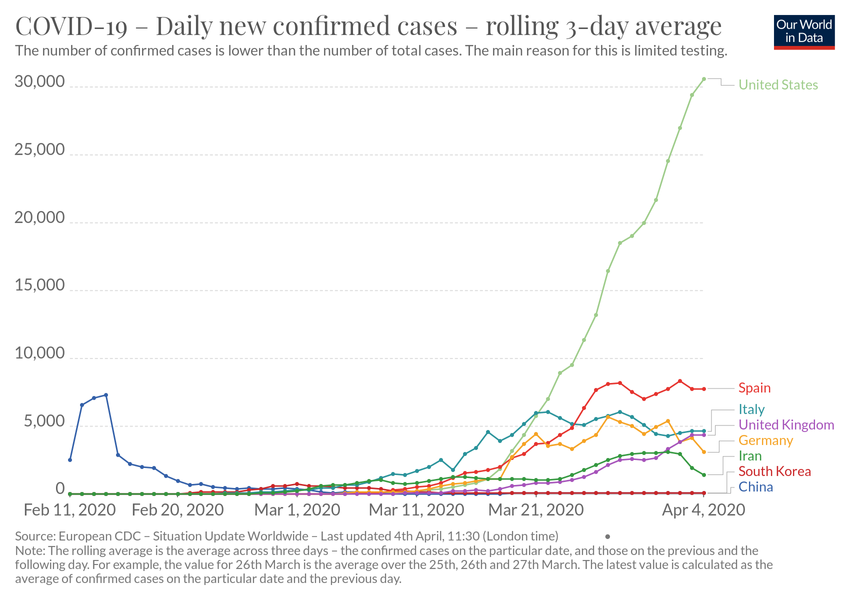 COVID-19 – Daily new confirmed cases – rolling 3-day average
Our World
in Data
The number of confirmed cases is lower than the number of total cases. The main reason for this is limited testing.
30,000
United States
25,000
20,000
15,000
10,000
Spain
Italy
5,000
United Kingdom
Germany
Iran
South Korea
China
0
Feb 11, 2020
Feb 20, 2020
Mar 1, 2020
Mar 11, 2020
Mar 21, 2020
Apr 4, 2020
Source: European CDC – Situation Update Worldwide – Last updated 4th April, 11:30 (London time)
Note: The rolling average is the average across three days – the confirmed cases on the particular date, and those on the previous and the
following day. For example, the value for 26th March is the average over the 25th, 26th and 27th March. The latest value is calculated as the
average of confirmed cases on the particular date and the previous day.